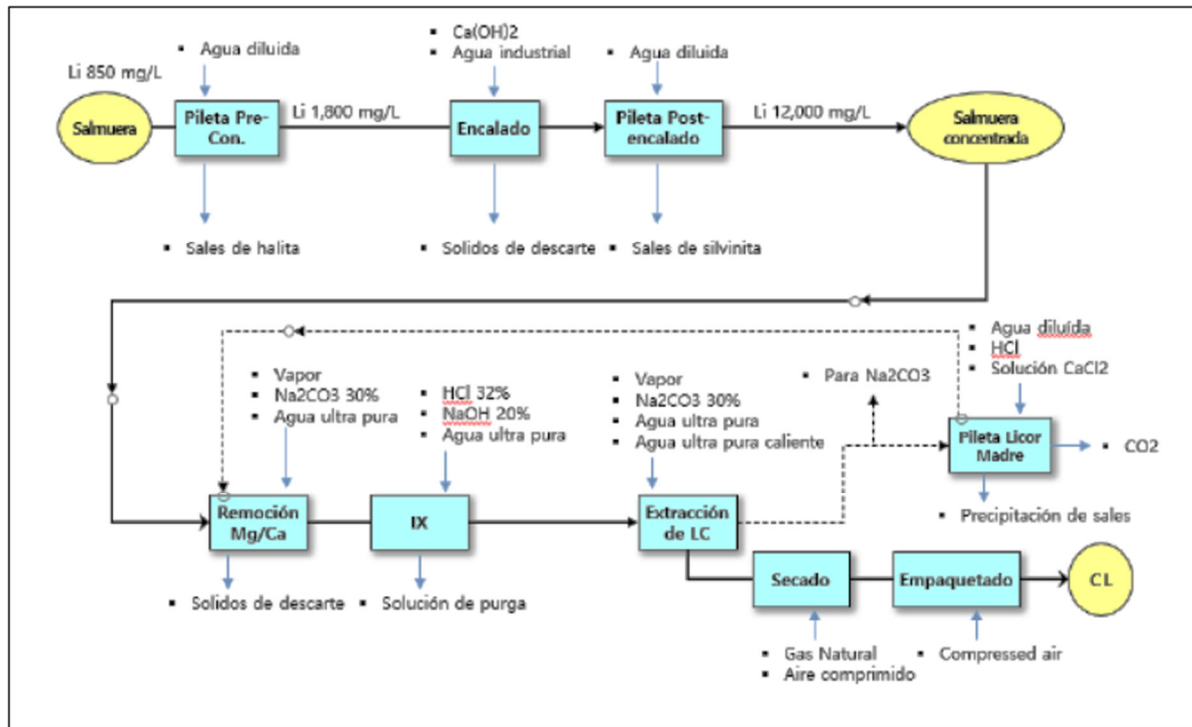 Li 850 mg/L
▪ Agua diluida
▪ Ca(OH)2
▪ Agua industrial
▪ Agua diluida
Salmuera
Pileta Pre-
Con.
Li 1,800 mg/L
Encalado
Pileta Post-
encalado
Li 12,000 mg/L
Salmuera
concentrada
▪ Sales de halita
▪ Solidos de descarte
▪ Sales de silvinita
▪ Vapor
▪ Na2CO3 30%
▪ Agua ultra pura
▪ HCl 32%
▪ NaOH 20%
▪ Agua ultra pura
▪ Vapor
▪ Na2CO3 30%
▪ Agua ultra pura
▪ Agua ultra pura caliente
▪ Para Na2CO3
▪ Agua diluída
▪ HCl
▪ Solución CaCl2
Pileta Licor
Madre
▪ CO2
▪ Precipitación de sales
Remoción
Mg/Ca
IX
Extracción
de LC
▪ Solidos de descarte
▪ Solución de purga
Secado
Empaquetado
CL
▪ Gas Natural
▪ Aire comprimido
▪ Compressed air